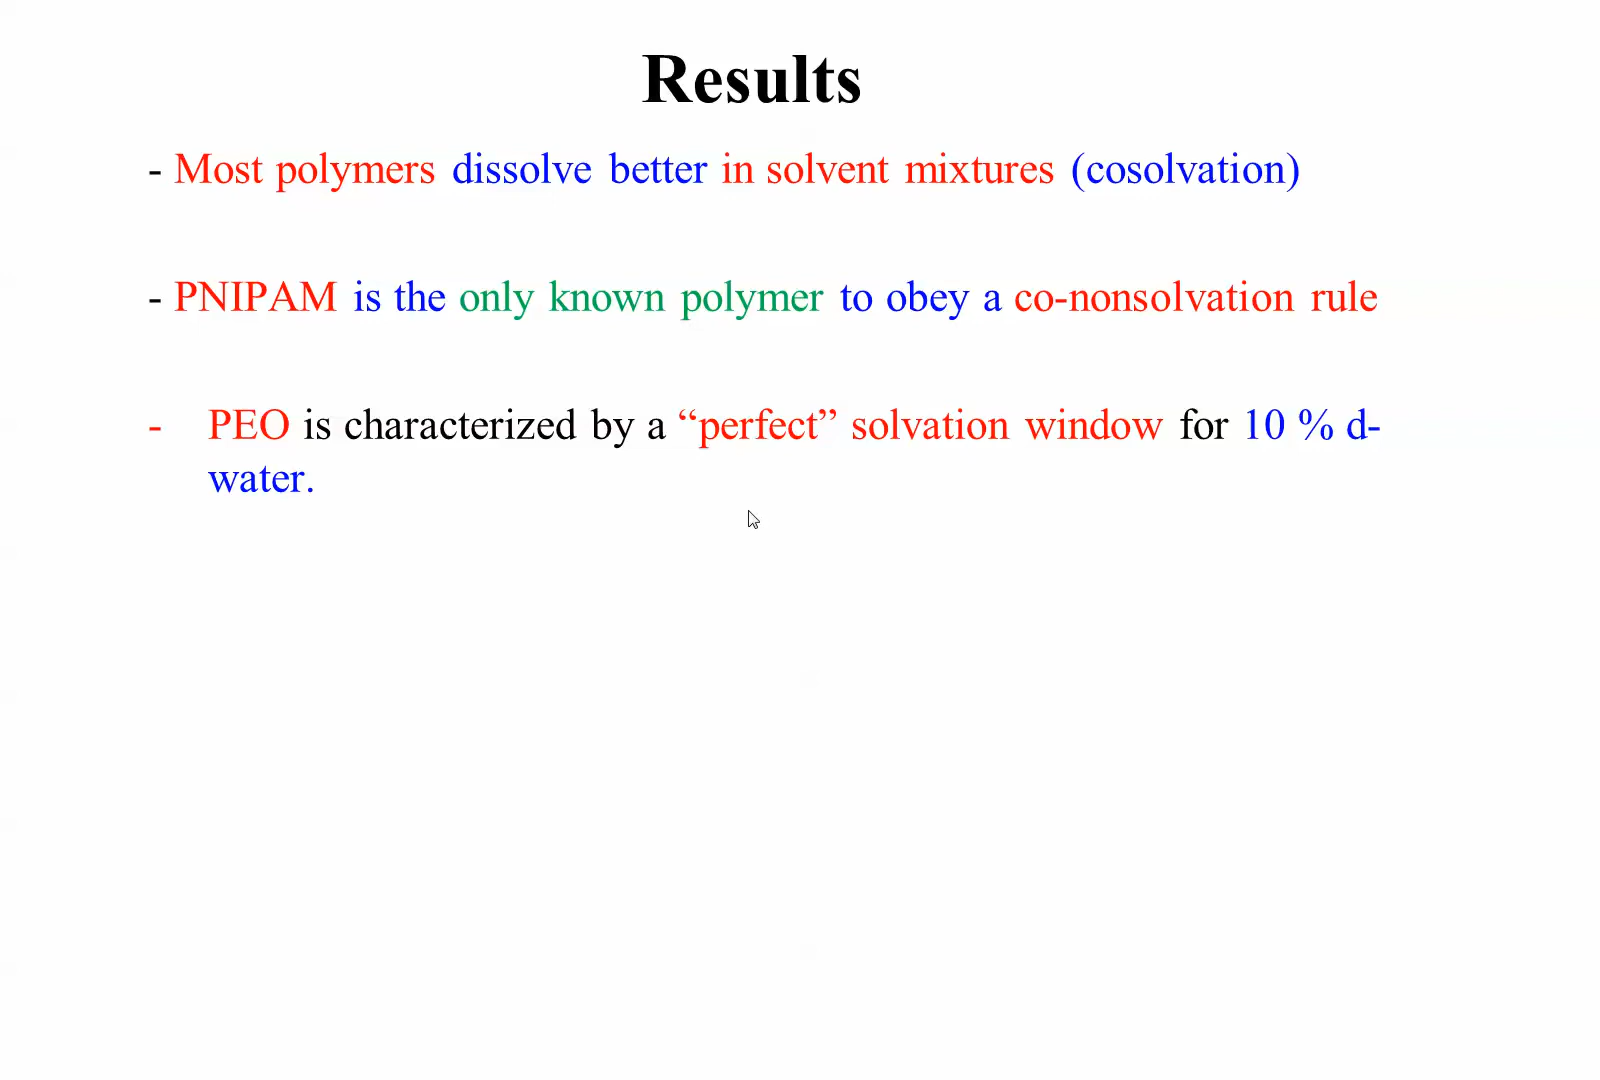 Results
- Most polymers dissolve better in solvent mixtures (cosolvation)
- PNIPAM is the only known polymer to obey a co-nonsolvation rule
- PEO is characterized by a “perfect” solvation window for 10 % d-
water.